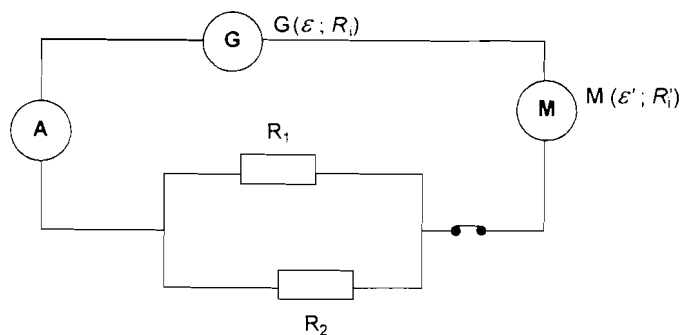 G
G (ε ; Rᵢ)
A
M
M (ε' ; R'ᵢ)
R₁
R₂